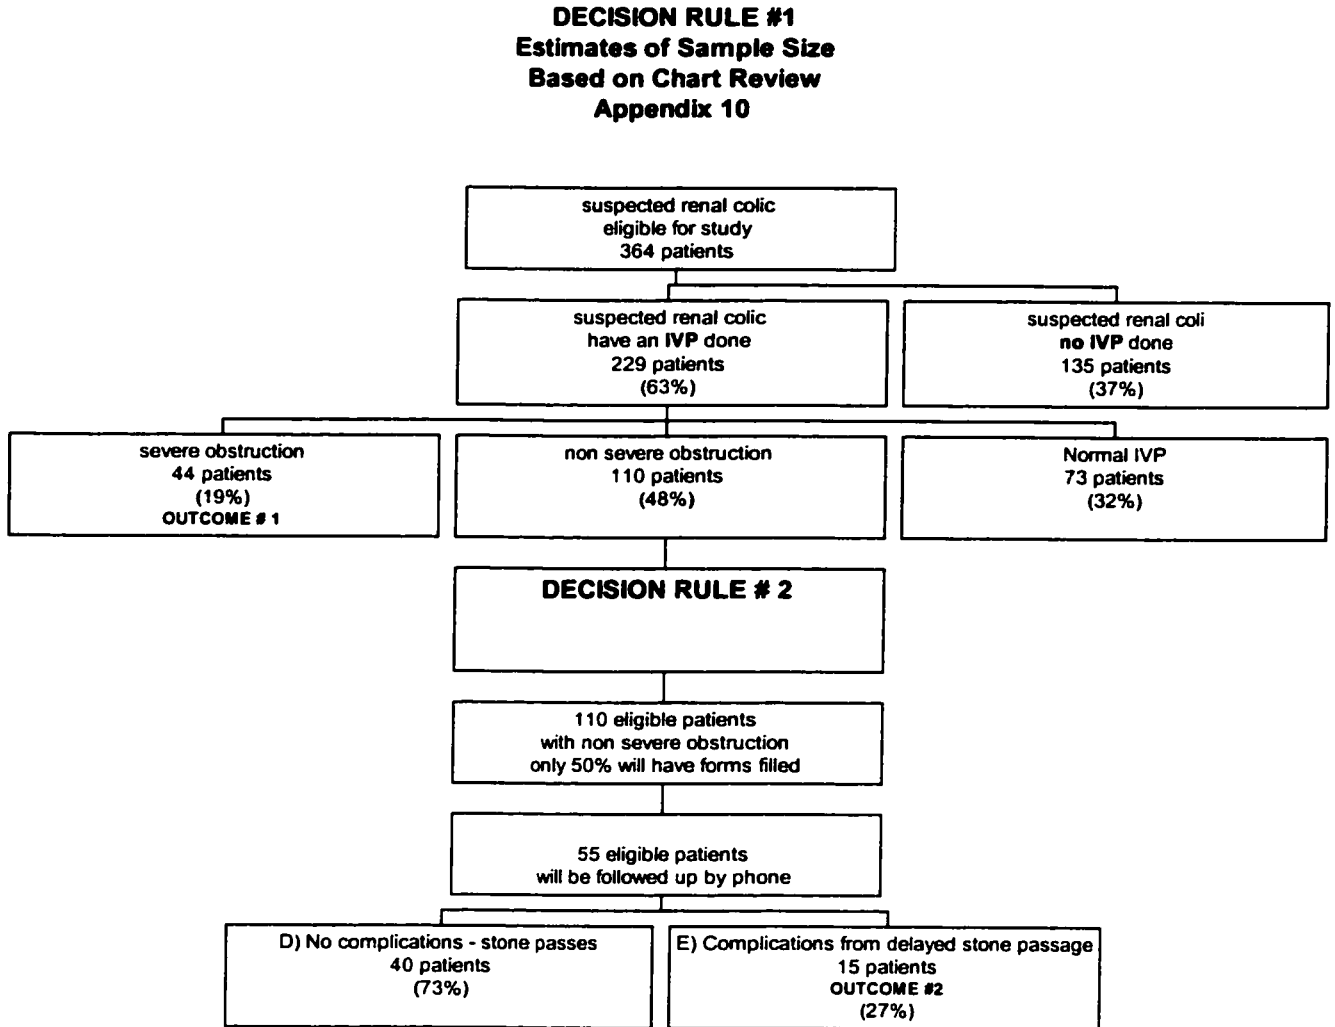 DECISION RULE #1
Estimates of Sample Size
Based on Chart Review
Appendix 10
suspected renal colic
eligible for study
364 patients
suspected renal colic
have an IVP done
229 patients
(63%)
suspected renal coli
no IVP done
135 patients
(37%)
severe obstruction
44 patients
(19%)
OUTCOME # 1
non severe obstruction
110 patients
(48%)
Normal IVP
73 patients
(32%)
DECISION RULE # 2
110 eligible patients
with non severe obstruction
only 50% will have forms filled
55 eligible patients
will be followed up by phone
D) No complications - stone passes
40 patients
(73%)
E) Complications from delayed stone passage
15 patients
OUTCOME #2
(27%)